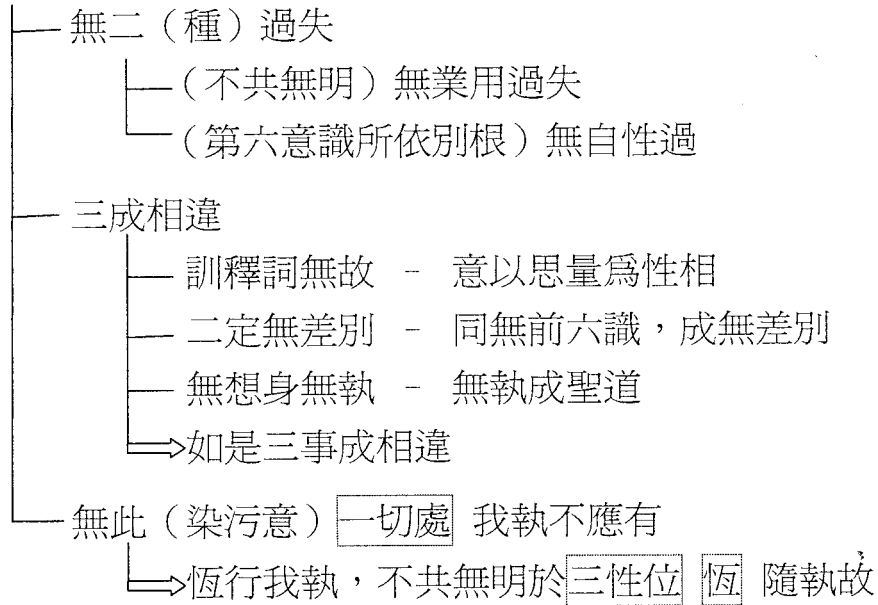 無二（種）過失
（不共無明）無業用過失
（第六意識所依別根）無自性過
三成相違
訓釋詞無故 - 意以思量爲性相
二定無差別 - 同無前六識，成無差別
無想身無執 - 無執成聖道
如是三事成相違
無此（染污意）一切處 我執不應有
恆行我執，不共無明於三性位 恆 隨執故